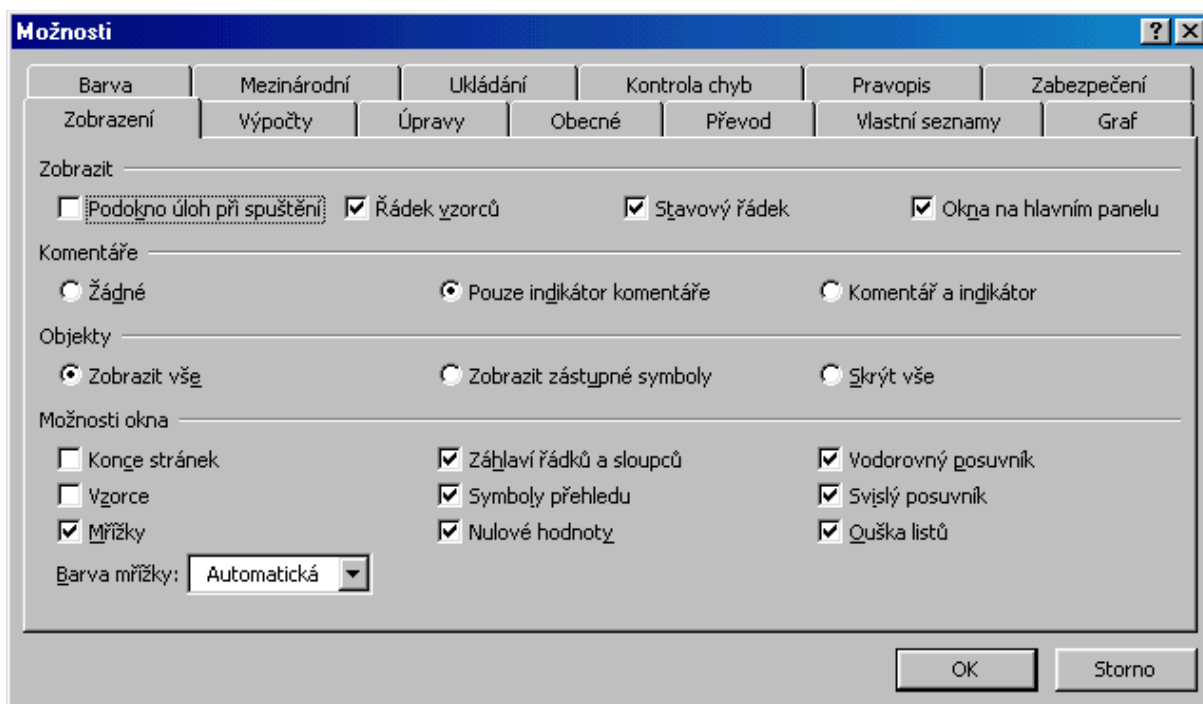 Možnosti
Barva Mezinárodní Ukládání Kontrola chyb Pravopis Zabezpečení
Zobrazení Výpočty Úpravy Obecné Převod Vlastní seznamy Graf
Zobrazit
Podokno úloh při spuštění Řádek vzorců Stavový řádek Okna na hlavním panelu
Komentáře
Žádné Pouze indikátor komentáře Komentář a indikátor
Objekty
Zobrazit vše Zobrazit zástupné symboly Skrýt vše
Možnosti okna
Konce stránek Záhlaví řádků a sloupců Vodorovný posuvník
Vzorce Symboly přehledu Svislý posuvník
Mřížky Nulové hodnoty Ouška listů
Barva mřížky: Automatická
OK Storno